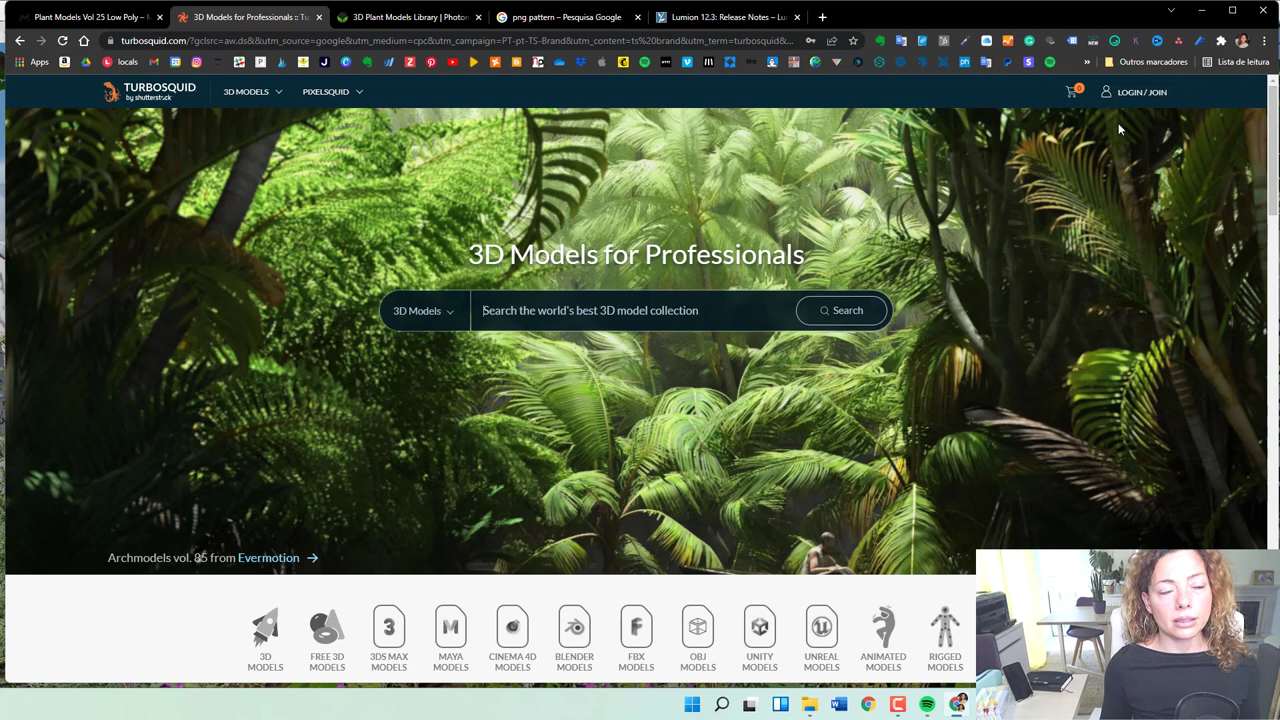 Plant Models Vol 25 Low Poly – M
3D Models for Professionals :: Tu
3D Plant Models Library | Photor
png pattern – Pesquisa Google
Lumion 12.3: Release Notes – Lu
turbosquid.com/?gclsrc=aw.ds&&utm_source=google&utm_medium=cpc&utm_campaign=PT-pt-TS-Brand&utm_content=ts%20brand&utm_term=turbosquid&...
Apps
locals
Outros marcadores
Lista de leitura
TURBOSQUID
by shutterstock
3D MODELS
PIXELSQUID
0
LOGIN / JOIN
3D Models for Professionals
3D Models
Search the world's best 3D model collection
Search
Archmodels vol. 85 from Evermotion
3D MODELS
FREE 3D MODELS
3DS MAX MODELS
MAYA MODELS
CINEMA 4D MODELS
BLENDER MODELS
FBX MODELS
OBJ MODELS
UNITY MODELS
UNREAL MODELS
ANIMATED MODELS
RIGGED MODELS